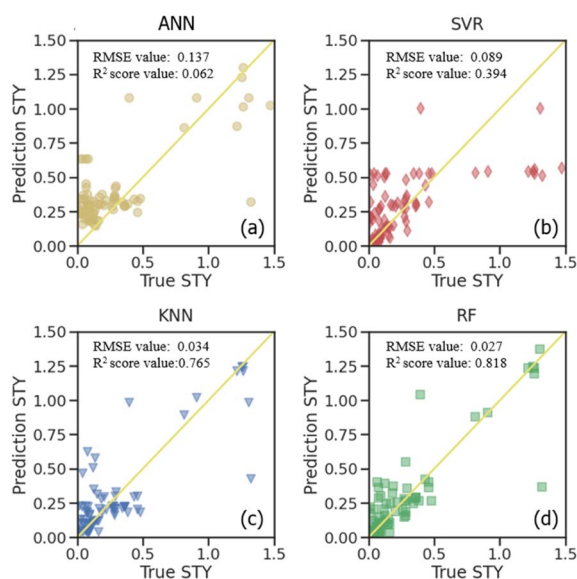 ANN
RMSE value: 0.137
R² score value: 0.062
Prediction STY
1.50
1.25
1.00
0.75
0.50
0.25
0.00
(a)
0.0 0.5 1.0 1.5
True STY
SVR
RMSE value: 0.089
R² score value: 0.394
Prediction STY
1.50
1.25
1.00
0.75
0.50
0.25
0.00
(b)
0.0 0.5 1.0 1.5
True STY
KNN
RMSE value: 0.034
R² score value:0.765
Prediction STY
1.50
1.25
1.00
0.75
0.50
0.25
0.00
(c)
0.0 0.5 1.0 1.5
True STY
RF
RMSE value: 0.027
R² score value: 0.818
Prediction STY
1.50
1.25
1.00
0.75
0.50
0.25
0.00
(d)
0.0 0.5 1.0 1.5
True STY